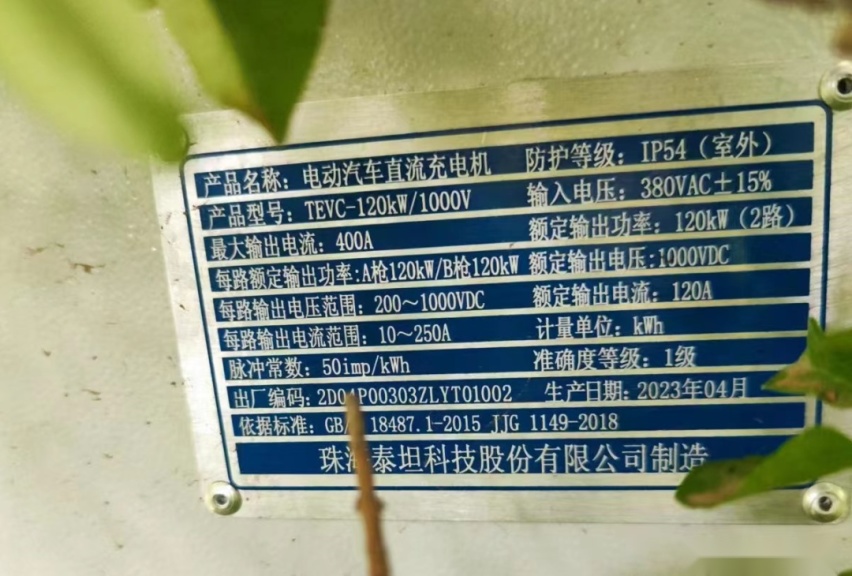 产品名称：电动汽车直流充电机 防护等级：IP54（室外）
产品型号：TEVC-120kW/1000V 输入电压：380VAC±15%
最大输出电流：400A 额定输出功率：120kW（2路）
每路额定输出功率:A枪120kW/B枪120kW 额定输出电压:1000VDC
每路输出电压范围：200～1000VDC 额定输出电流：120A
每路输出电流范围：10～250A 计量单位：kWh
脉冲常数：50imp/kWh 准确度等级：1级
出厂编码：生产日期：2023年04月
依据标准：GB/ 18487.1-2015 JJG 1149-2018
珠海泰坦科技股份有限公司制造